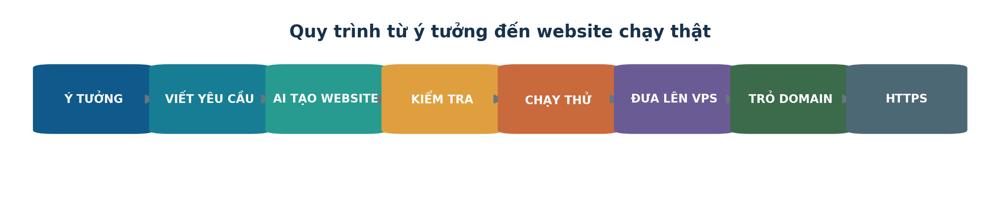 Quy trình từ ý tưởng đến website chạy thật
Ý TƯỞNG
VIẾT YÊU CẦU
AI TẠO WEBSITE
KIỂM TRA
CHẠY THỬ
ĐƯA LÊN VPS
TRỎ DOMAIN
HTTPS